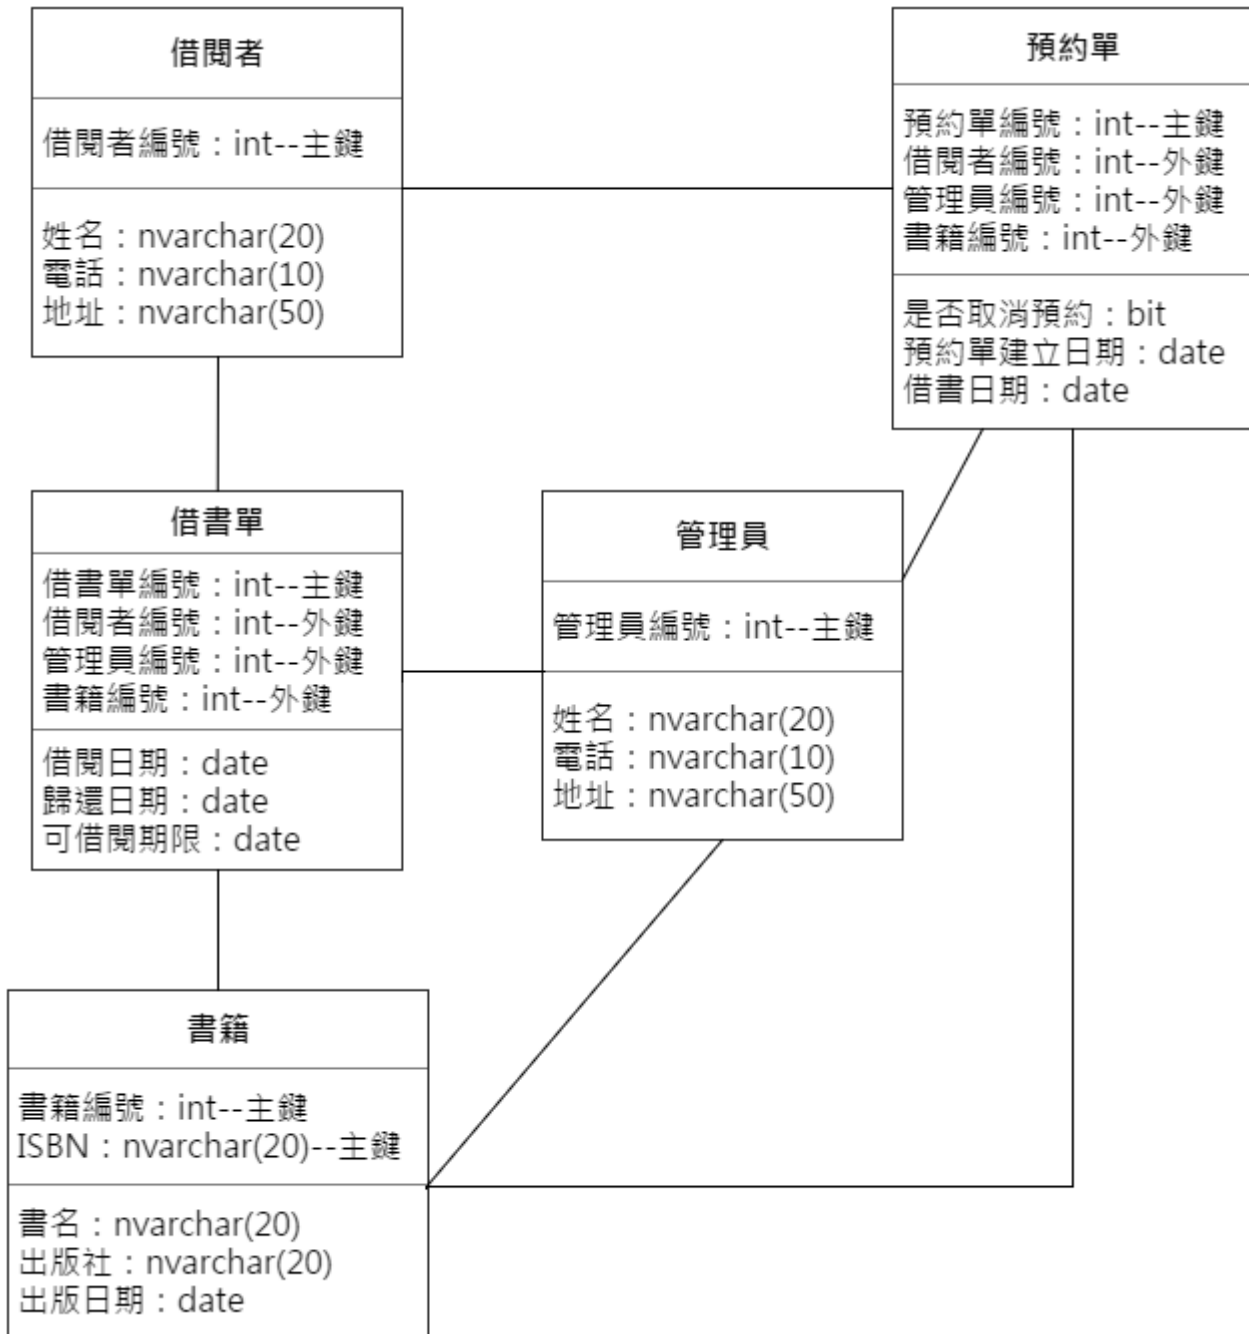 借閱者
借閱者編號：int--主鍵
姓名：nvarchar(20)
電話：nvarchar(10)
地址：nvarchar(50)
預約單
預約單編號：int--主鍵
借閱者編號：int--外鍵
管理員編號：int--外鍵
書籍編號：int--外鍵
是否取消預約：bit
預約單建立日期：date
借書日期：date
借書單
借書單編號：int--主鍵
借閱者編號：int--外鍵
管理員編號：int--外鍵
書籍編號：int--外鍵
借閱日期：date
歸還日期：date
可借閱期限：date
管理員
管理員編號：int--主鍵
姓名：nvarchar(20)
電話：nvarchar(10)
地址：nvarchar(50)
書籍
書籍編號：int--主鍵
ISBN：nvarchar(20)--主鍵
書名：nvarchar(20)
出版社：nvarchar(20)
出版日期：date